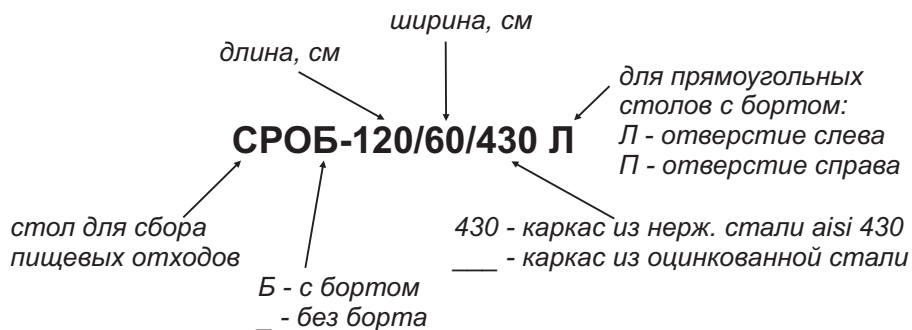 ширина, см
длина, см
для прямоугольных
столов с бортом:
Л - отверстие слева
П - отверстие справа
СРОБ-120/60/430 Л
стол для сбора
пищевых отходов
430 - каркас из нерж. стали aisi 430
___ - каркас из оцинкованной стали
Б - с бортом
_ - без борта